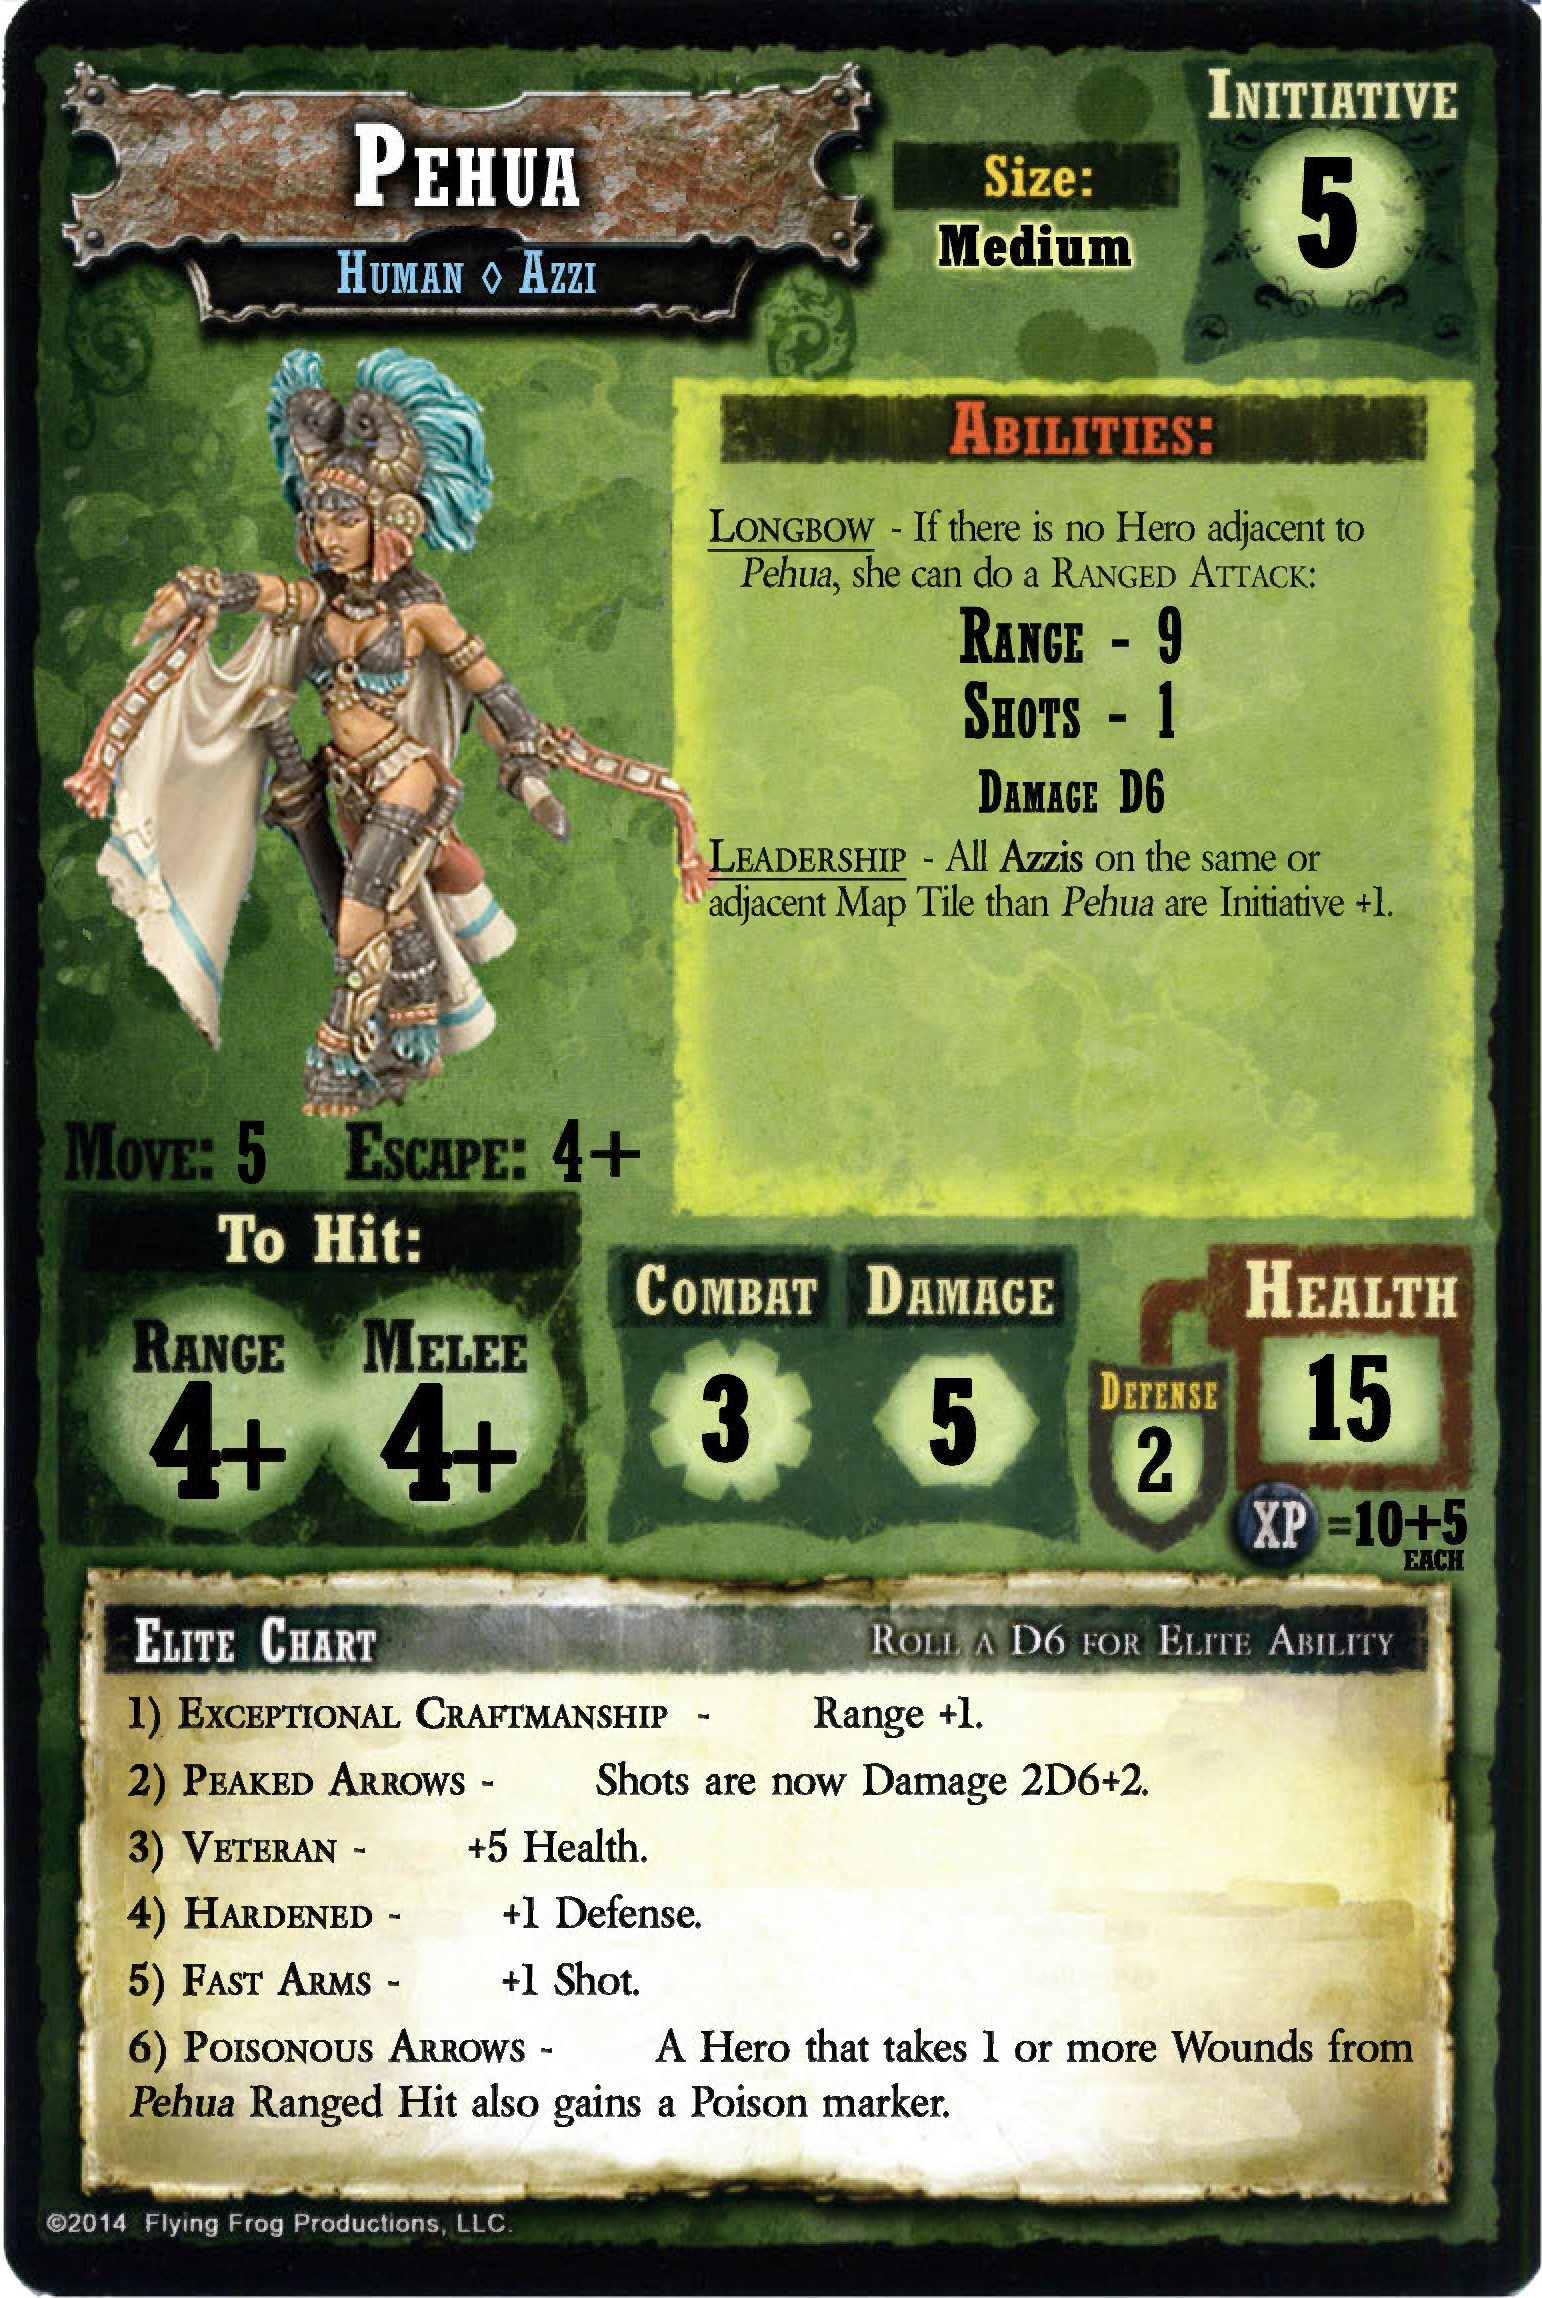 PEHUA
HUMAN ◊ AZZI
Size:
Medium
INITIATIVE
5
ABILITIES:
LONGBOW - If there is no Hero adjacent to
Pehua, she can do a RANGED ATTACK:
RANGE - 9
SHOTS - 1
DAMAGE D6
LEADERSHIP - All Azzis on the same or
adjacent Map Tile than Pehua are Initiative +1.
MOVE: 5 ESCAPE: 4+
To Hit:
RANGE MELEE
4+ 4+
COMBAT DAMAGE
3 5
DEFENSE
2
HEALTH
15
XP =10+5
EACH
ELITE CHART ROLL A D6 FOR ELITE ABILITY
1) EXCEPTIONAL CRAFTMANSHIP - Range +1.
2) PEAKED ARROWS - Shots are now Damage 2D6+2.
3) VETERAN - +5 Health.
4) HARDENED - +1 Defense.
5) FAST ARMS - +1 Shot.
6) POISONOUS ARROWS - A Hero that takes 1 or more Wounds from
Pehua Ranged Hit also gains a Poison marker.
©2014 Flying Frog Productions, LLC.